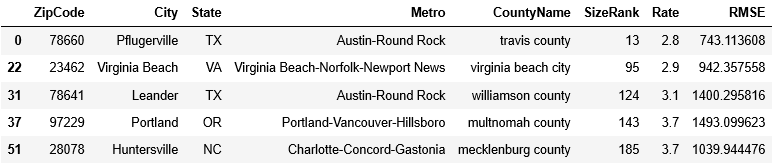 ZipCode City State Metro CountyName SizeRank Rate RMSE
0 78660 Pflugerville TX Austin-Round Rock travis county 13 2.8 743.113608
22 23462 Virginia Beach VA Virginia Beach-Norfolk-Newport News virginia beach city 95 2.9 942.357558
31 78641 Leander TX Austin-Round Rock williamson county 124 3.1 1400.295816
37 97229 Portland OR Portland-Vancouver-Hillsboro multnomah county 143 3.7 1493.099623
51 28078 Huntersville NC Charlotte-Concord-Gastonia mecklenburg county 185 3.7 1039.944476